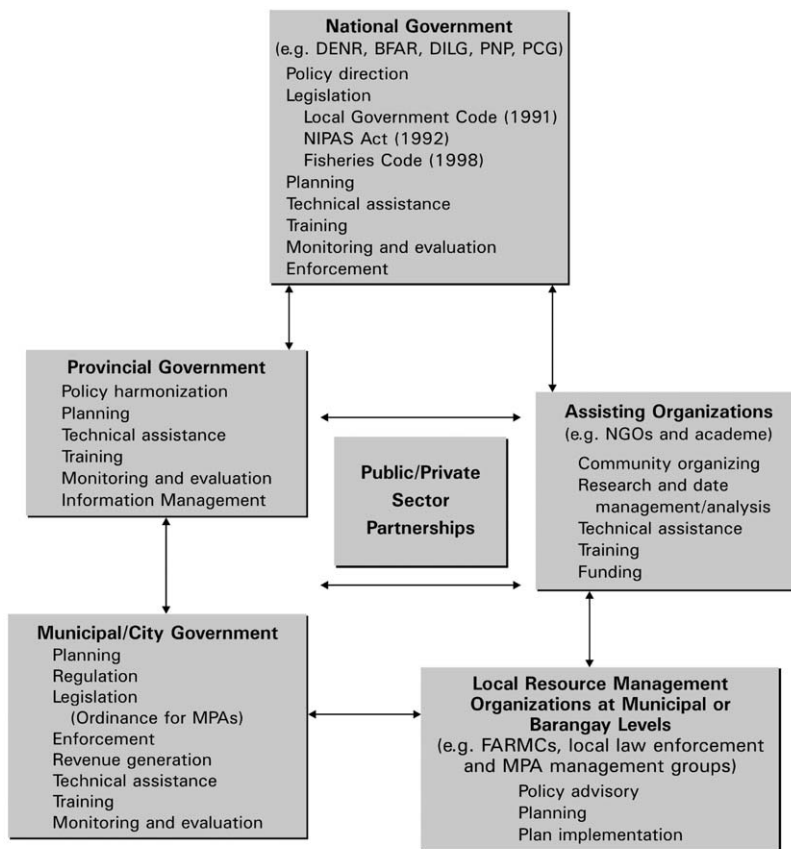 National Government
(e.g. DENR, BFAR, DILG, PNP, PCG)
Policy direction
Legislation
Local Government Code (1991)
NIPAS Act (1992)
Fisheries Code (1998)
Planning
Technical assistance
Training
Monitoring and evaluation
Enforcement
Provincial Government
Policy harmonization
Planning
Technical assistance
Training
Monitoring and evaluation
Information Management
Public/Private
Sector
Partnerships
Assisting Organizations
(e.g. NGOs and academe)
Community organizing
Research and date
management/analysis
Technical assistance
Training
Funding
Municipal/City Government
Planning
Regulation
Legislation
(Ordinance for MPAs)
Enforcement
Revenue generation
Technical assistance
Training
Monitoring and evaluation
Local Resource Management
Organizations at Municipal or
Barangay Levels
(e.g. FARMCs, local law enforcement
and MPA management groups)
Policy advisory
Planning
Plan implementation